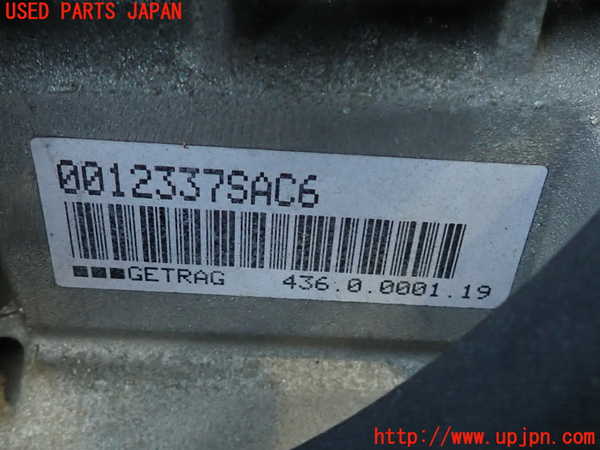 USED PARTS JAPAN
0012337SAC6
■■■GETRAG 436.0.0001.19
http://www.upjpn.com